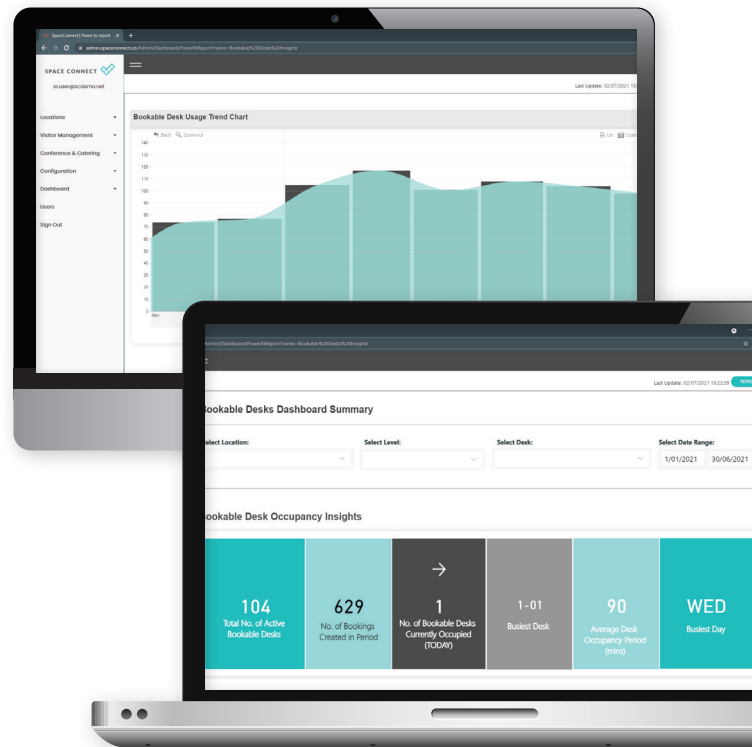 SpaceConnect | Power bi report
admin.spaceconnect.co/Admin/Dashboard/PowerBiReport?name=Bookable%20Desks%20Insights
SPACE CONNECT
scuser@scdemo.net
Last Update: 02/07/2021
Locations
Visitor Management
Conference & Catering
Configuration
Dashboard
Users
Sign Out
Bookable Desk Usage Trend Chart
Back
Zoom-out
Lin
140
130
120
110
100
90
80
70
60
50
40
30
20
10
0
Nov
/Admin/Dashboard/PowerBiReport?name=Bookable%20Desks%20Insights
Last Update: 02/07/2021 15:22:39
Bookable Desks Dashboard Summary
Select Location:
Select Level:
Select Desk:
Select Date Range:
1/01/2021
30/06/2021
Bookable Desk Occupancy Insights
104
Total No. of Active
Bookable Desks
629
No. of Bookings
Created in Period
1
No. of Bookable Desks
Currently Occupied
(TODAY)
1-01
Busiest Desk
90
Average Desk
Occupancy Period
(mins)
WED
Busiest Day